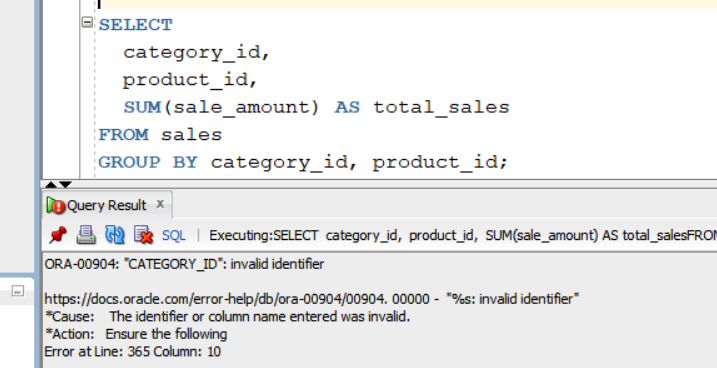 SELECT
category_id,
product_id,
SUM(sale_amount) AS total_sales
FROM sales
GROUP BY category_id, product_id;
Query Result x
SQL | Executing:SELECT category_id, product_id, SUM(sale_amount) AS total_salesFROM
ORA-00904: "CATEGORY_ID": invalid identifier
https://docs.oracle.com/error-help/db/ora-00904/00904. 00000 - "%s: invalid identifier"
*Cause: The identifier or column name entered was invalid.
*Action: Ensure the following
Error at Line: 365 Column: 10